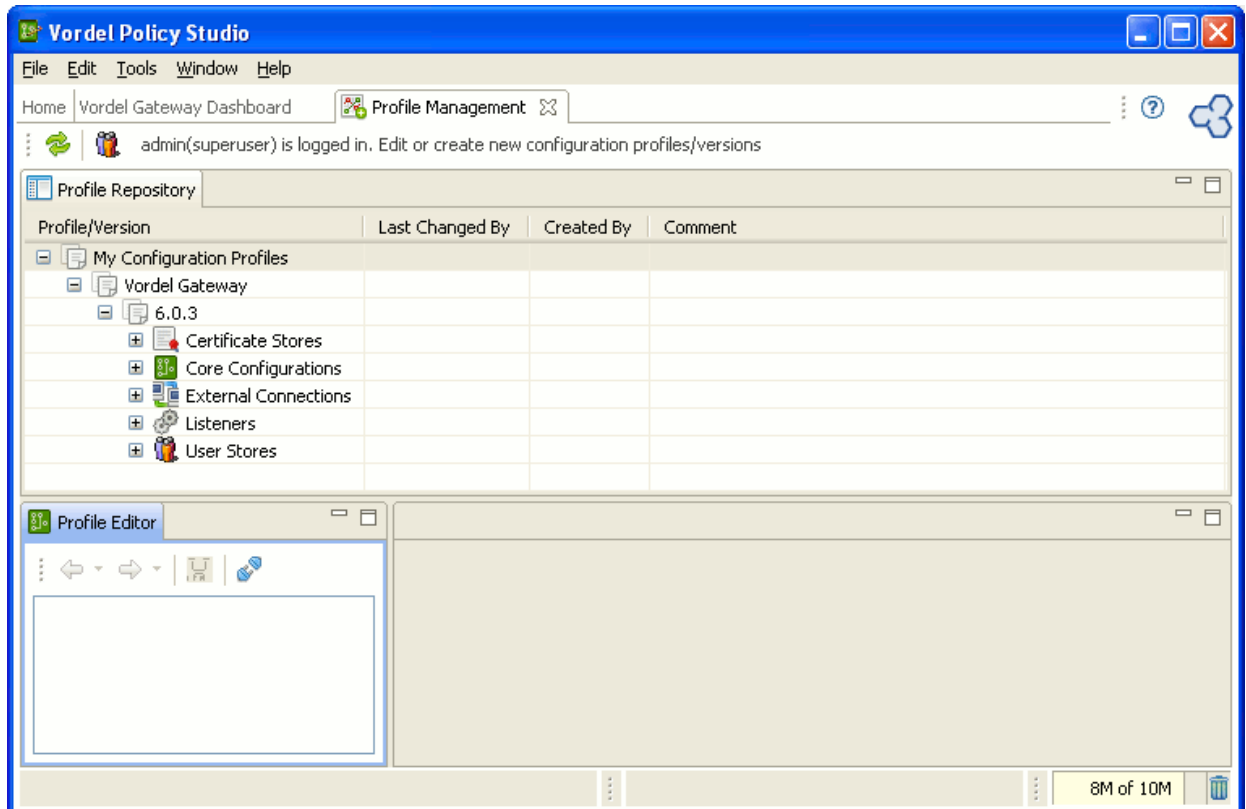 Vordel Policy Studio
File Edit Tools Window Help
Home Vordel Gateway Dashboard Profile Management
admin(superuser) is logged in. Edit or create new configuration profiles/versions
Profile Repository
Profile/Version Last Changed By Created By Comment
My Configuration Profiles
Vordel Gateway
6.0.3
Certificate Stores
Core Configurations
External Connections
Listeners
User Stores
Profile Editor
8M of 10M